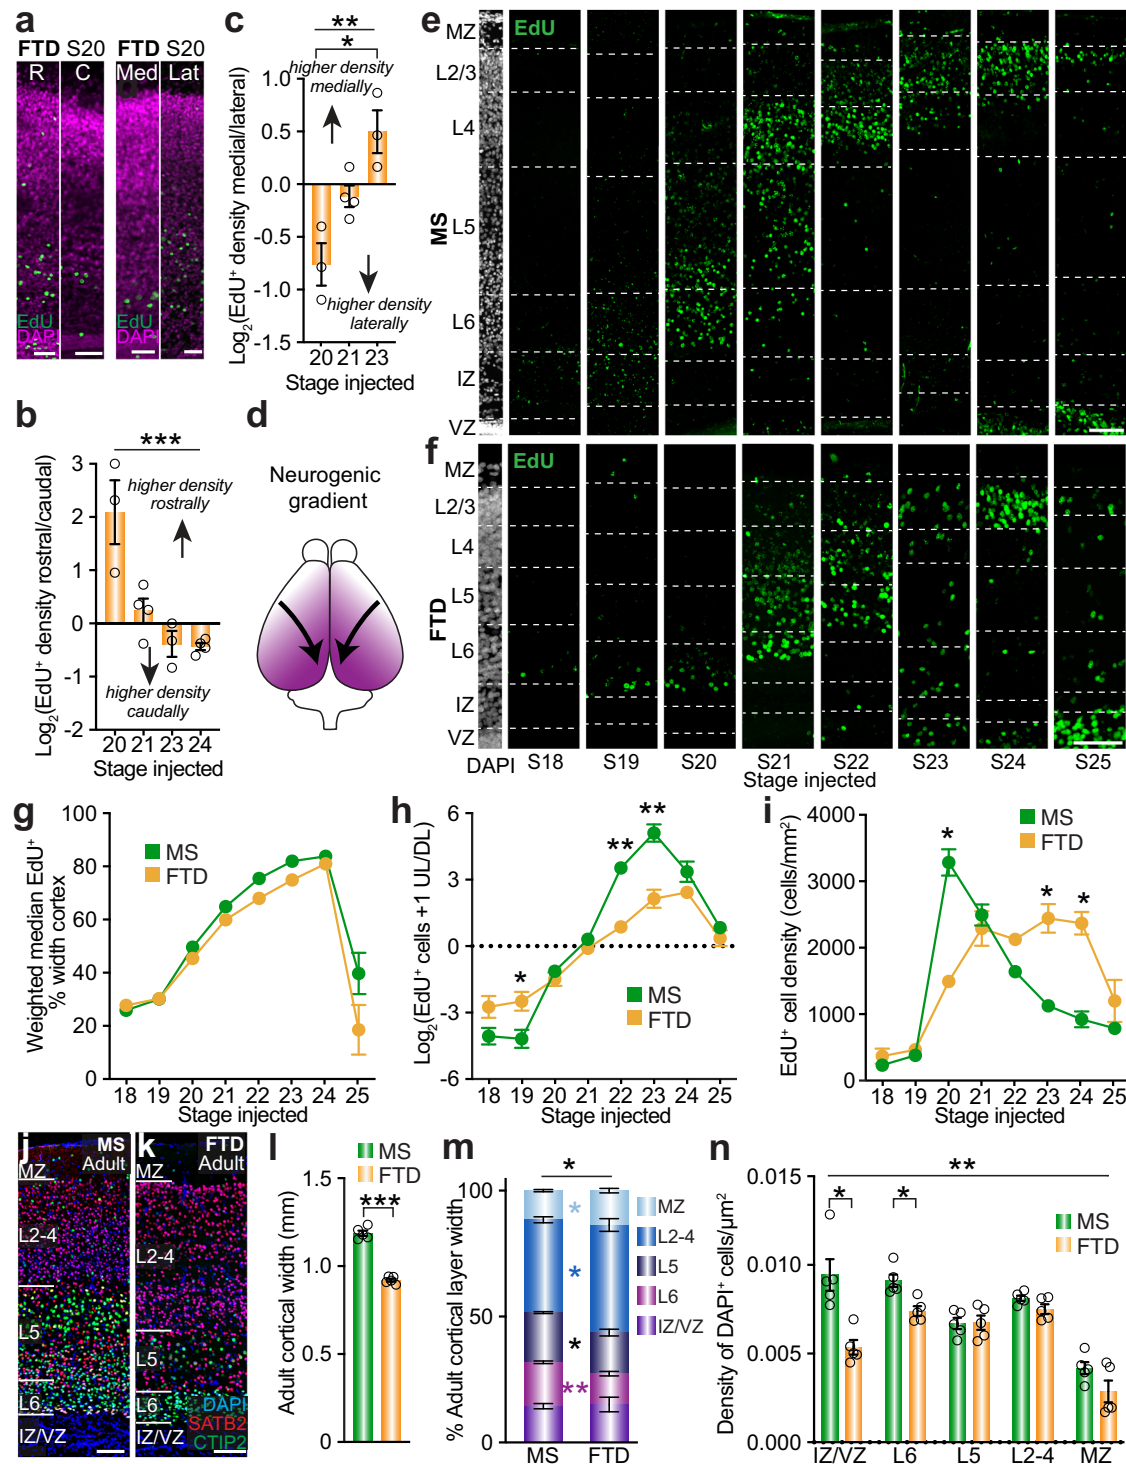 a
FTD S20
FTD S20
R
C
Med
Lat
EdU
DAPI
EdU
DAPI
c
**
*
higher density
medially
higher density
laterally
Log2(EdU+ density medial/lateral)
1.0
0.5
0.0
-0.5
-1.0
-1.5
20 21 23
Stage injected
b
***
higher density
rostrally
higher density
caudally
Log2(EdU+ density rostral/caudal)
3
2
1
0
-1
-2
20 21 23 24
Stage injected
d
Neurogenic
gradient
e
EdU
MS
MZ
L2/3
L4
L5
L6
IZ
VZ
f
EdU
FTD
MZ
L2/3
L4
L5
L6
IZ
VZ
DAPI S18 S19 S20 S21 S22 S23 S24 S25
Stage injected
g
Weighted median EdU+
% width cortex
100
80
60
40
20
0
MS
FTD
18 19 20 21 22 23 24 25
Stage injected
h
Log2(EdU+ cells +1 UL/DL)
6
3
0
-3
-6
*
**
**
MS
FTD
18 19 20 21 22 23 24 25
Stage injected
i
EdU+ cell density (cells/mm²)
4000
3000
2000
1000
0
MS
FTD
*
*
*
18 19 20 21 22 23 24 25
Stage injected
j
MS
Adult
MZ
L2-4
L5
L6
IZ/VZ
k
FTD
Adult
MZ
L2-4
L5
L6
IZ/VZ
DAPI
SATB2
CTIP2
l
MS
FTD
Adult cortical width (mm)
1.5
1.0
0.5
0
***
m
% Adult cortical layer width
100
50
0
*
*
*
*
**
MZ
L2-4
L5
L6
IZ/VZ
MS FTD
n
Density of DAPI+ cells/µm²
0.015
0.010
0.005
0.000
**
*
*
MS
FTD
IZ/VZ L6 L5 L2-4 MZ